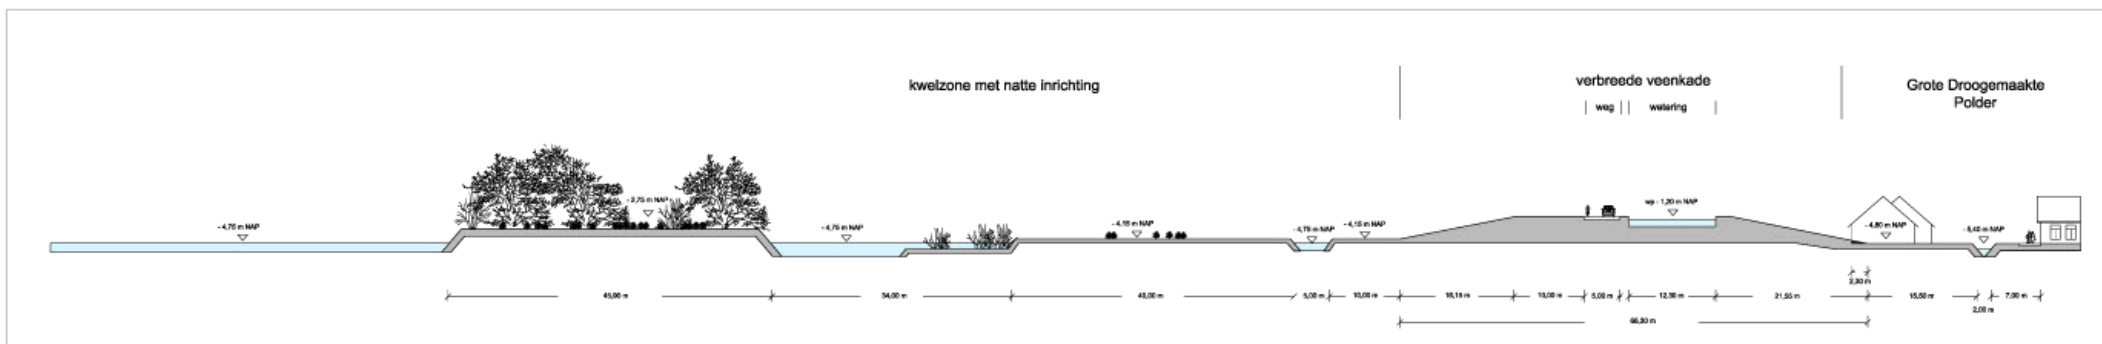 kwelzone met natte inrichting
verbreede veenkade
weg
wetering
Grote Droogemaakte
Polder
- 4,75 m NAP
- 2,75 m NAP
- 4,75 m NAP
- 4,15 m NAP
- 4,75 m NAP
- 4,15 m NAP
wp - 1,20 m NAP
- 4,80 m NAP
- 5,40 m NAP
45,00 m
34,00 m
40,00 m
5,00 m
10,00 m
16,15 m
10,00 m
5,00 m
12,30 m
21,55 m
2,30 m
15,50 m
2,00 m
7,00 m
66,30 m